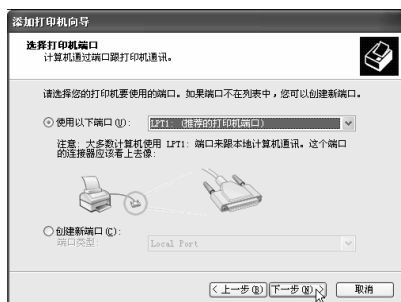 添加打印机向导
选择打印机端口
计算机通过端口跟打印机通讯。
请选择您的打印机要使用的端口。如果端口不在列表中，您可以创建新端口。
使用以下端口(U): LPT1: (推荐的打印机端口)
注意: 大多数计算机使用 LPT1: 端口来跟本地计算机通讯。这个端口
的连接器应该看上去像:
创建新端口(C):
端口类型: Local Port
<上一步(B) 下一步(N)> 取消